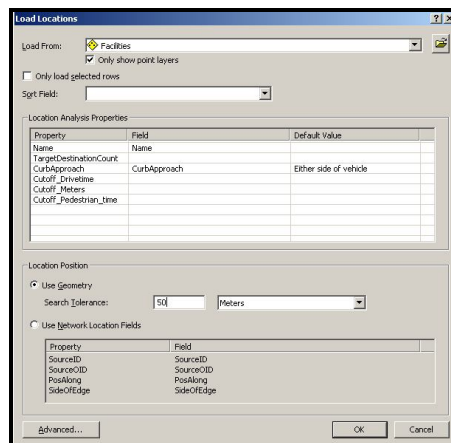 Load Locations
Load From: Facilities
Only show point layers
Only load selected rows
Sort Field:
Location Analysis Properties
Property Field Default Value
Name Name
TargetDestinationCount
CurbApproach CurbApproach Either side of vehicle
Cutoff_Drivetime
Cutoff_Meters
Cutoff_Pedestrian_time
Location Position
Use Geometry
Search Tolerance: 50 Meters
Use Network Location Fields
Property Field
SourceID SourceID
SourceOID SourceOID
PosAlong PosAlong
SideOfEdge SideOfEdge
Advanced... OK Cancel